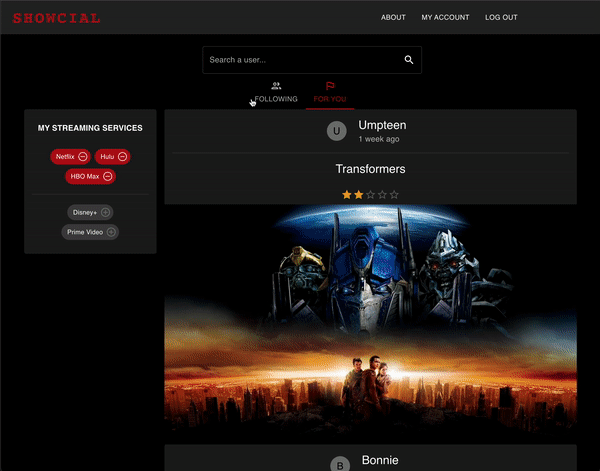 SHOWCIAL
ABOUT MY ACCOUNT LOG OUT
Search a user...
FOLLOWING FOR YOU
MY STREAMING SERVICES
Netflix Hulu
HBO Max
Disney+
Prime Video
U Umpteen
1 week ago
Transformers
B Bonnie